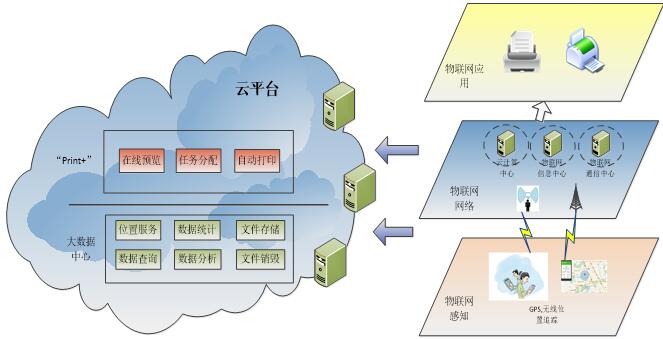 云平台
“Print+”
在线预览
任务分配
自动打印
大数据
中心
位置服务
数据统计
文件存储
数据查询
数据分析
文件销毁
物联网应
用
云计算
中心
物联网
信息中心
物联网
通信中心
物联网
网络
物联网
感知
GPS,无线位
置追踪